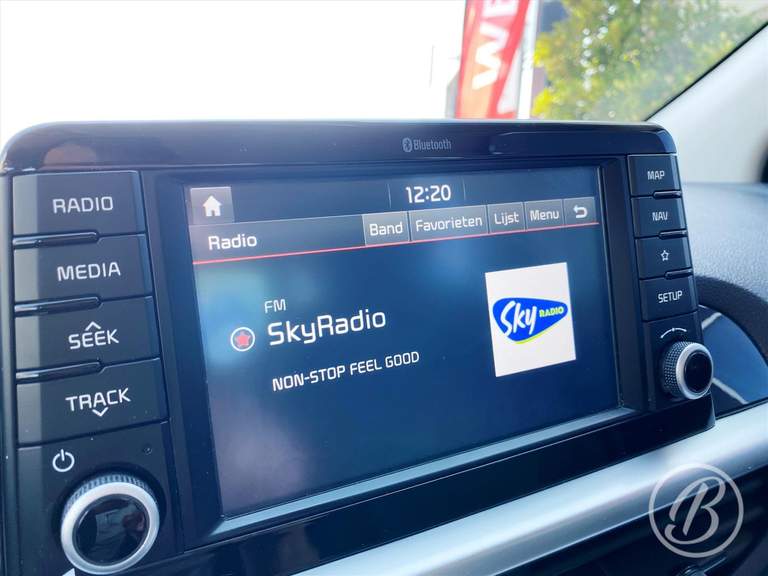 WE
Bluetooth
RADIO
MEDIA
SEEK
TRACK
12:20
Radio
Band
Favorieten
Lijst
Menu
FM
SkyRadio
NON-STOP FEEL GOOD
Sky RADIO
MAP
NAV
SETUP
B